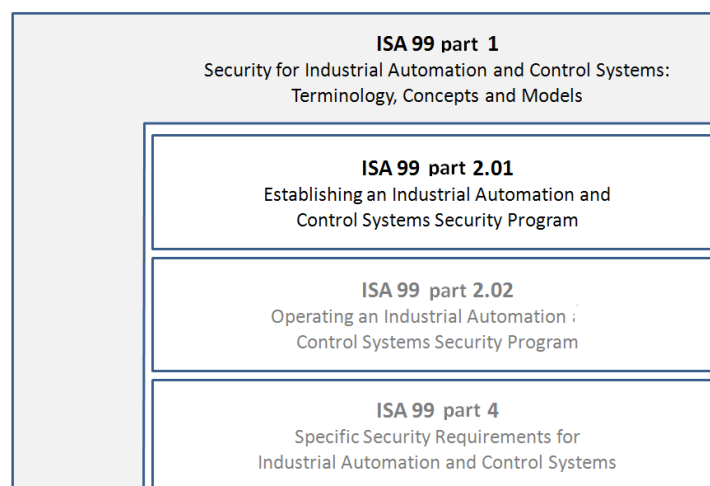 ISA 99 part 1
Security for Industrial Automation and Control Systems:
Terminology, Concepts and Models
ISA 99 part 2.01
Establishing an Industrial Automation and
Control Systems Security Program
ISA 99 part 2.02
Operating an Industrial Automation
Control Systems Security Program
ISA 99 part 4
Specific Security Requirements for
Industrial Automation and Control Systems